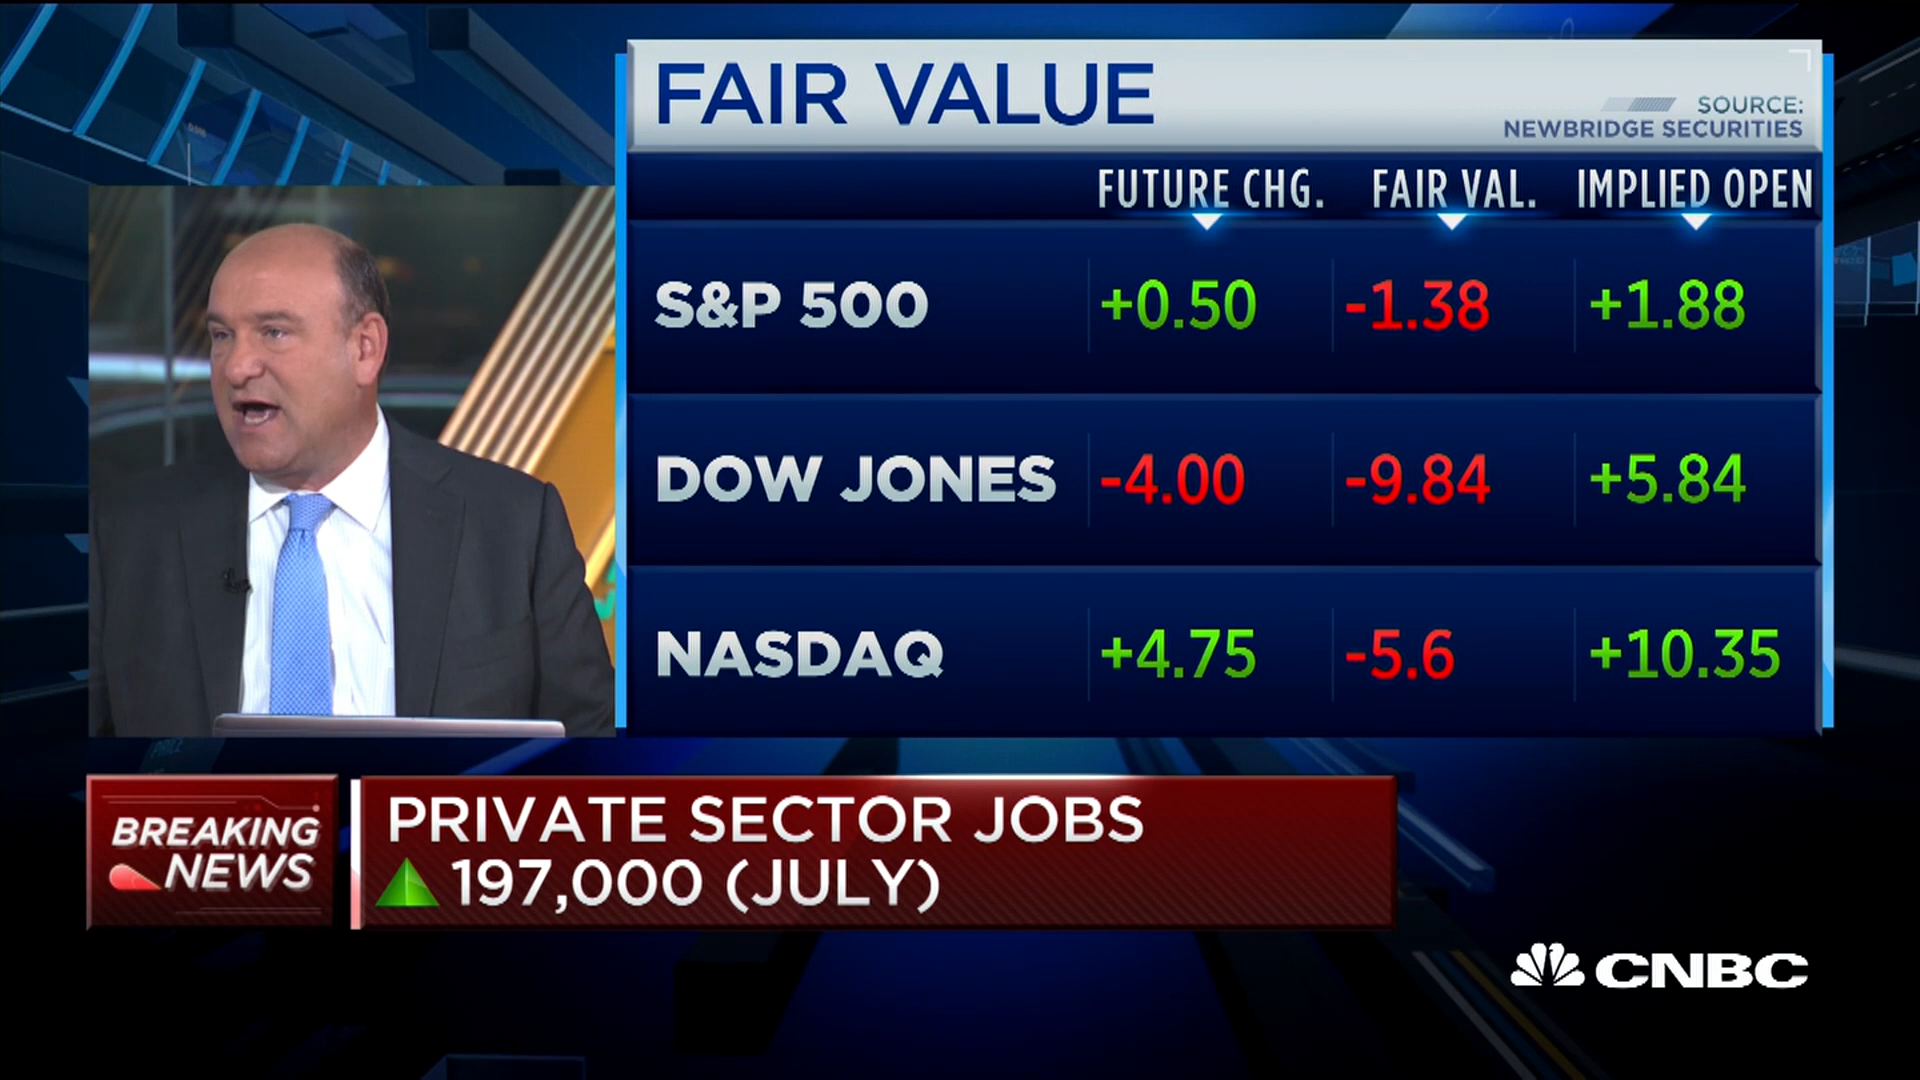 FAIR VALUE
SOURCE:
NEWBRIDGE SECURITIES
FUTURE CHG. FAIR VAL. IMPLIED OPEN
S&P 500 +0.50 -1.38 +1.88
DOW JONES -4.00 -9.84 +5.84
NASDAQ +4.75 -5.6 +10.35
BREAKING
NEWS
PRIVATE SECTOR JOBS
197,000 (JULY)
CNBC